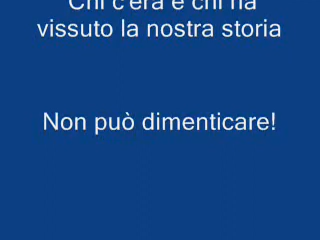 Chi c'era e chi ha
vissuto la nostra storia
Non può dimenticare!